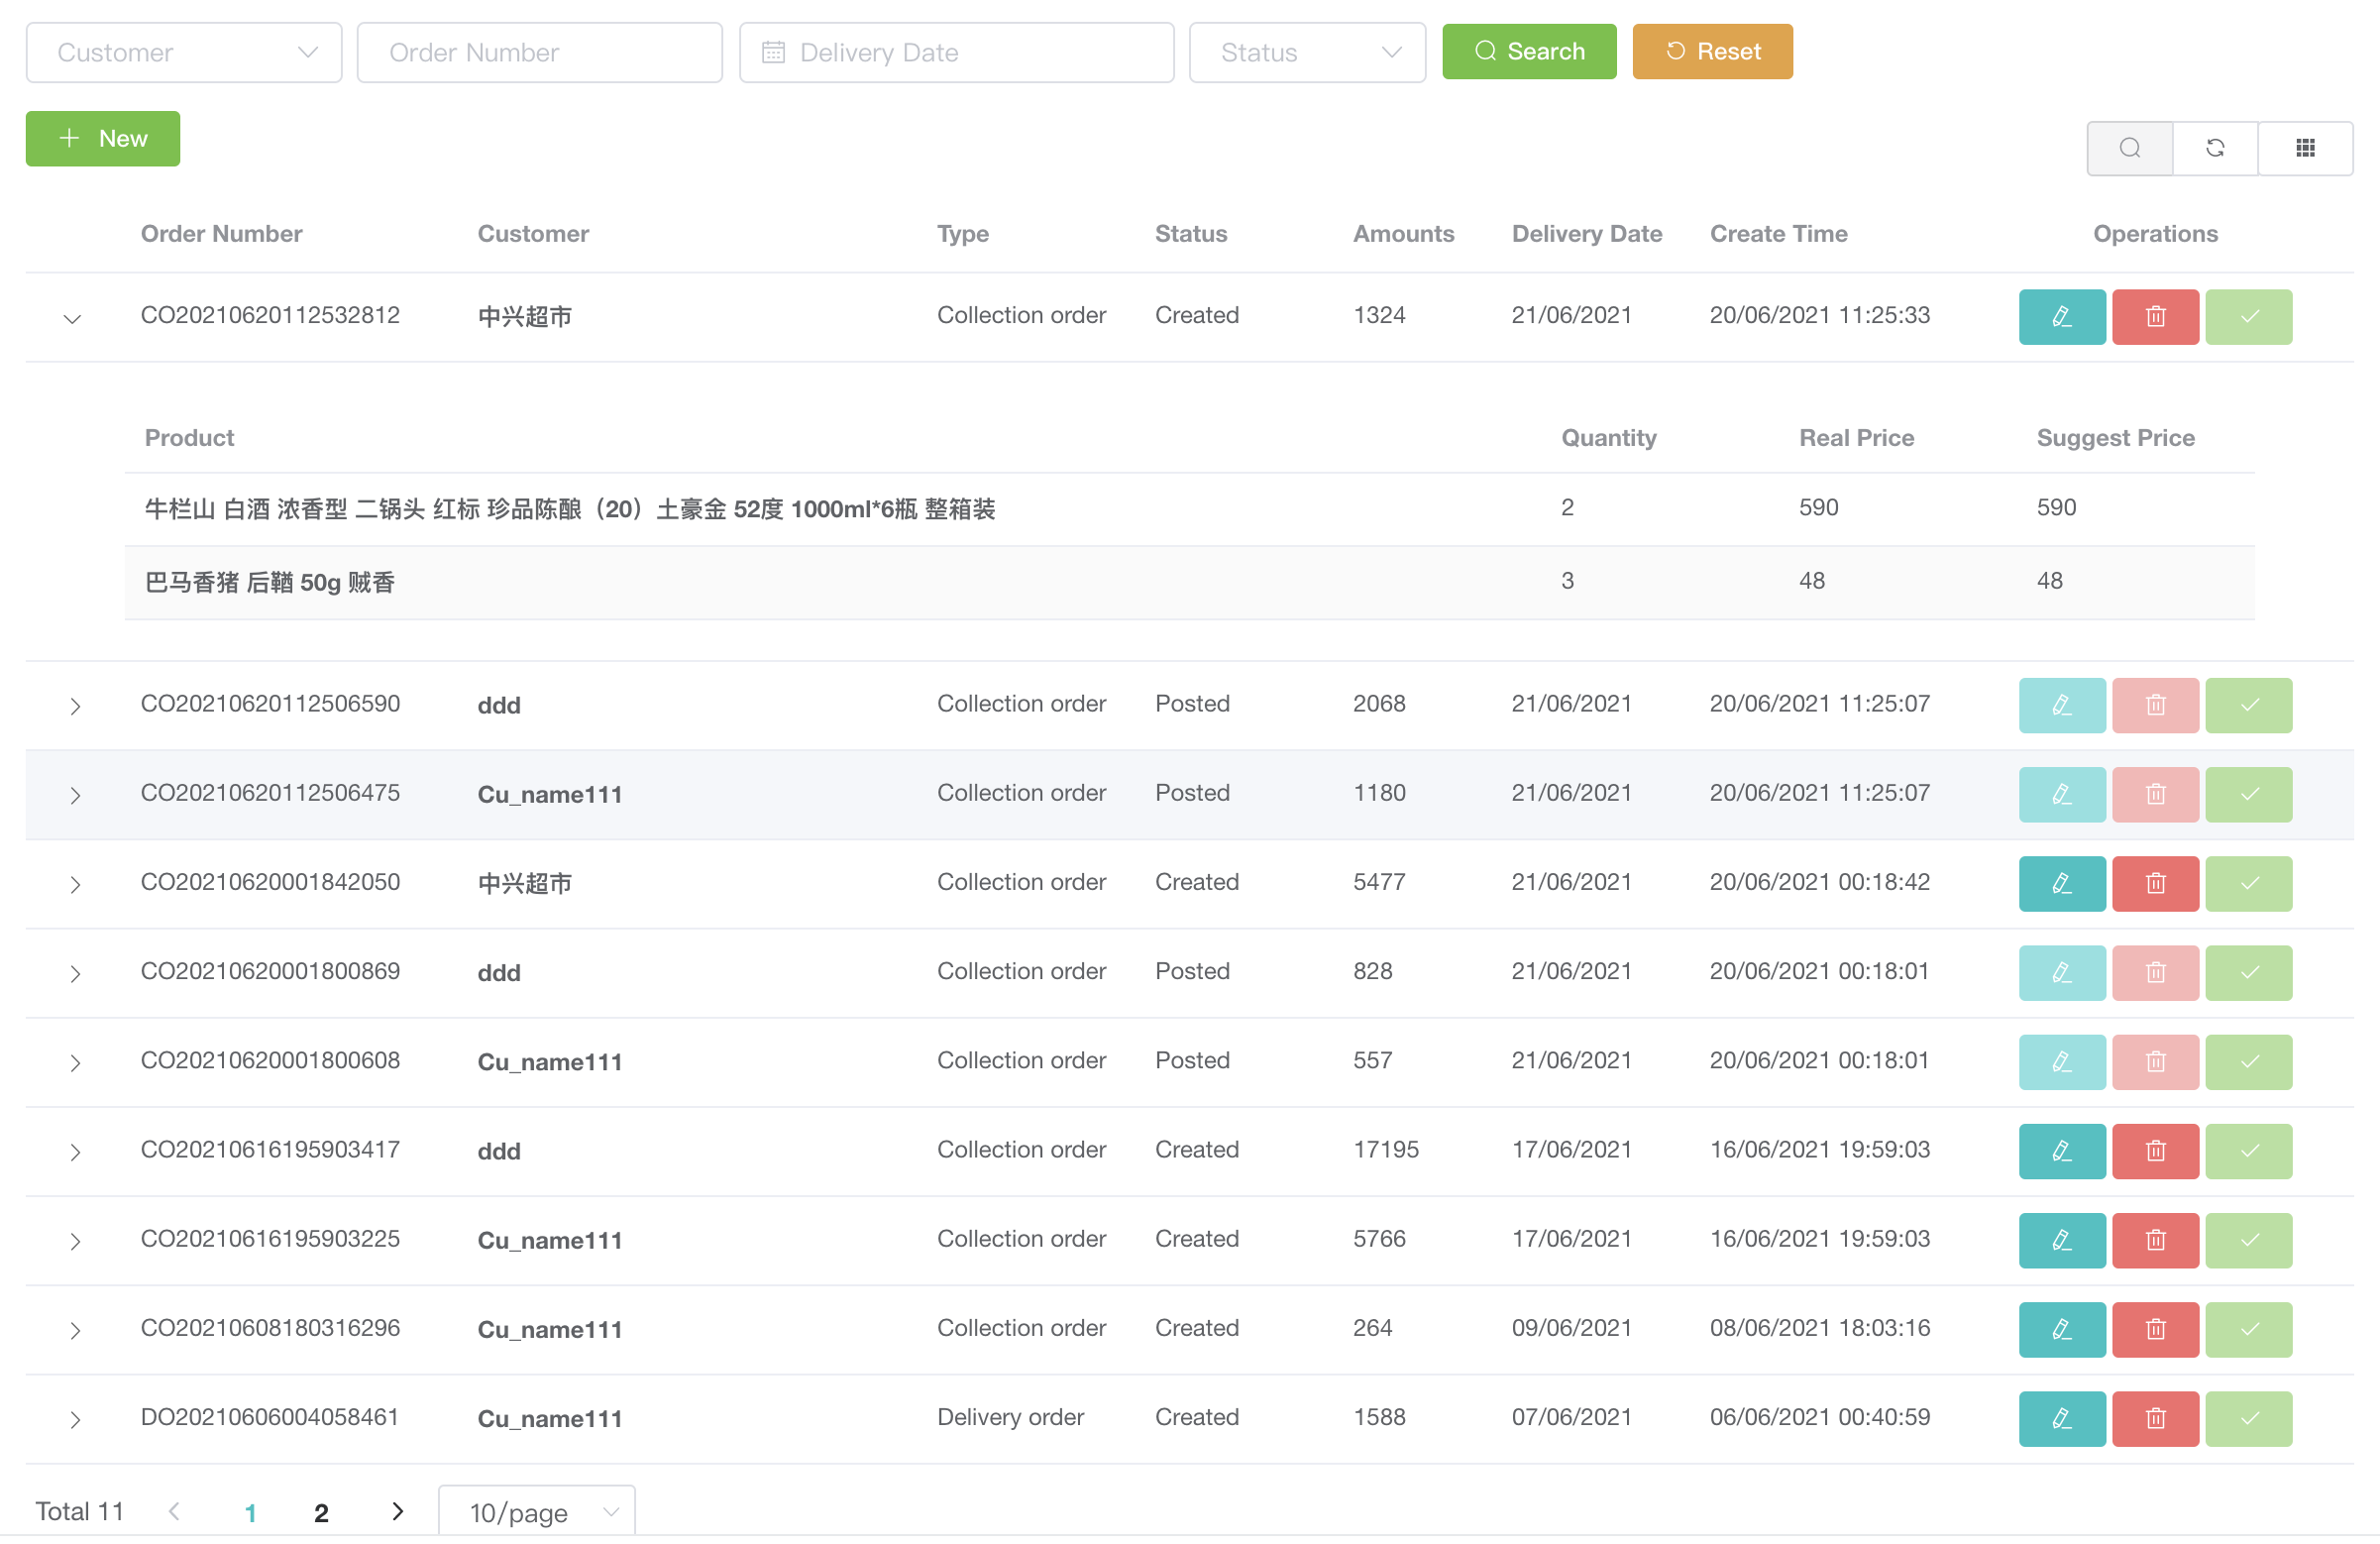 Customer Order Number Delivery Date Status Search Reset
New
Order Number Customer Type Status Amounts Delivery Date Create Time Operations
CO20210620112532812 中兴超市 Collection order Created 1324 21/06/2021 20/06/2021 11:25:33
Product Quantity Real Price Suggest Price
牛栏山 白酒 浓香型 二锅头 红标 珍品陈酿（20）土豪金 52度 1000ml*6瓶 整箱装 2 590 590
巴马香猪 后鞧 50g 贼香 3 48 48
CO20210620112506590 ddd Collection order Posted 2068 21/06/2021 20/06/2021 11:25:07
CO20210620112506475 Cu_name111 Collection order Posted 1180 21/06/2021 20/06/2021 11:25:07
CO20210620001842050 中兴超市 Collection order Created 5477 21/06/2021 20/06/2021 00:18:42
CO20210620001800869 ddd Collection order Posted 828 21/06/2021 20/06/2021 00:18:01
CO20210620001800608 Cu_name111 Collection order Posted 557 21/06/2021 20/06/2021 00:18:01
CO20210616195903417 ddd Collection order Created 17195 17/06/2021 16/06/2021 19:59:03
CO20210616195903225 Cu_name111 Collection order Created 5766 17/06/2021 16/06/2021 19:59:03
CO20210608180316296 Cu_name111 Collection order Created 264 09/06/2021 08/06/2021 18:03:16
DO20210606004058461 Cu_name111 Delivery order Created 1588 07/06/2021 06/06/2021 00:40:59
Total 11 1 2 10/page